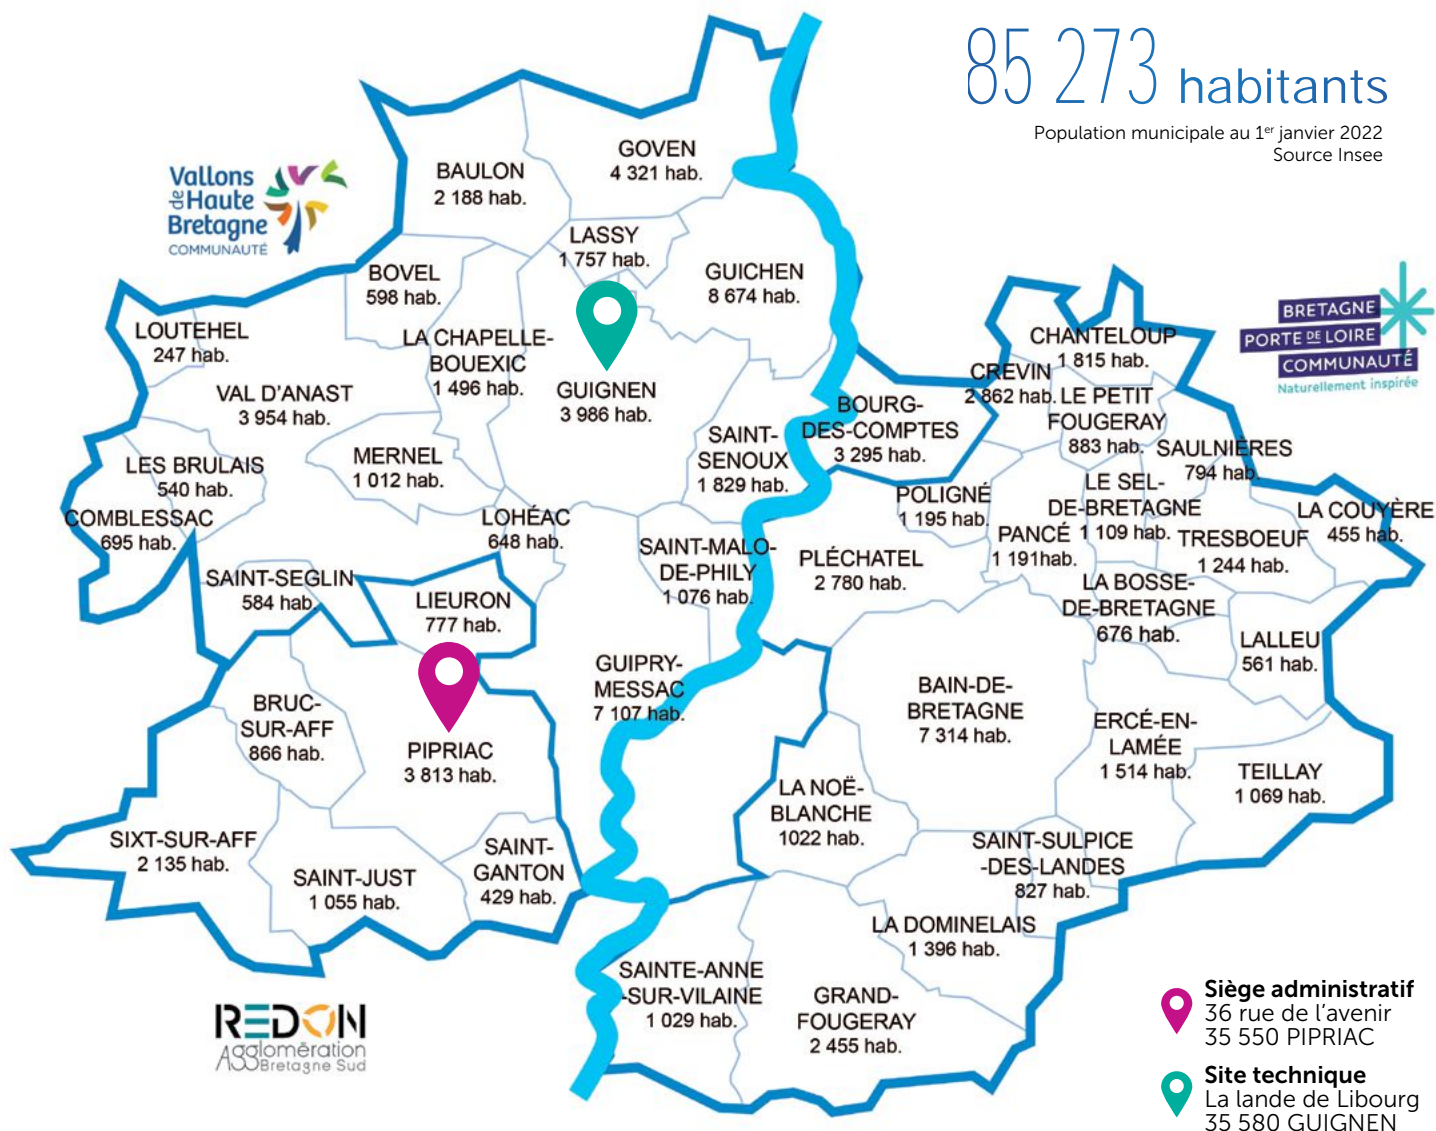 85 273 habitants
Population municipale au 1er janvier 2022
Source Insee
Vallons
de Haute
Bretagne
COMMUNAUTÉ
BRETAGNE
PORTE DE LOIRE
COMMUNAUTÉ
Naturellement inspirée
GOVEN
4 321 hab.
BAULON
2 188 hab.
LASSY
1 757 hab.
BOVEL
598 hab.
GUICHEN
8 674 hab.
LOUTEHEL
247 hab.
LA CHAPELLE-
BOUEXIC
1 496 hab.
CHANTELOUP
1 815 hab.
CREVIN
2 862 hab.
VAL D'ANAST
3 954 hab.
GUIGNEN
3 986 hab.
LE PETIT
FOUGERAY
883 hab.
BOURG-
DES-COMPTES
3 295 hab.
SAINT-
SENOUX
1 829 hab.
SAULNIÈRES
794 hab.
MERNEL
1 012 hab.
LES BRULAIS
540 hab.
LE SEL-
DE-BRETAGNE
1 109 hab.
POLIGNÉ
1 195 hab.
LA COUYÈRE
455 hab.
COMBLESSAC
695 hab.
LOHÉAC
648 hab.
PANCÉ
1 191hab.
TRESBOEUF
1 244 hab.
SAINT-MALO-
DE-PHILY
1 076 hab.
PLÉCHATEL
2 780 hab.
SAINT-SEGLIN
584 hab.
LA BOSSE-
DE-BRETAGNE
676 hab.
LIEURON
777 hab.
LALLEU
561 hab.
GUIPRY-
MESSAC
7 107 hab.
BAIN-DE-
BRETAGNE
7 314 hab.
BRUC-
SUR-AFF
866 hab.
ERCÉ-EN-
LAMÉE
1 514 hab.
PIPRIAC
3 813 hab.
TEILLAY
1 069 hab.
LA NOË-
BLANCHE
1022 hab.
SIXT-SUR-AFF
2 135 hab.
SAINT-SULPICE
-DES-LANDES
827 hab.
SAINT-
GANTON
429 hab.
SAINT-JUST
1 055 hab.
LA DOMINELAIS
1 396 hab.
SAINTE-ANNE
-SUR-VILAINE
1 029 hab.
GRAND-
FOUGERAY
2 455 hab.
REDON
Agglomération
Bretagne Sud
Siège administratif
36 rue de l'avenir
35 550 PIPRIAC
Site technique
La lande de Libourg
35 580 GUIGNEN